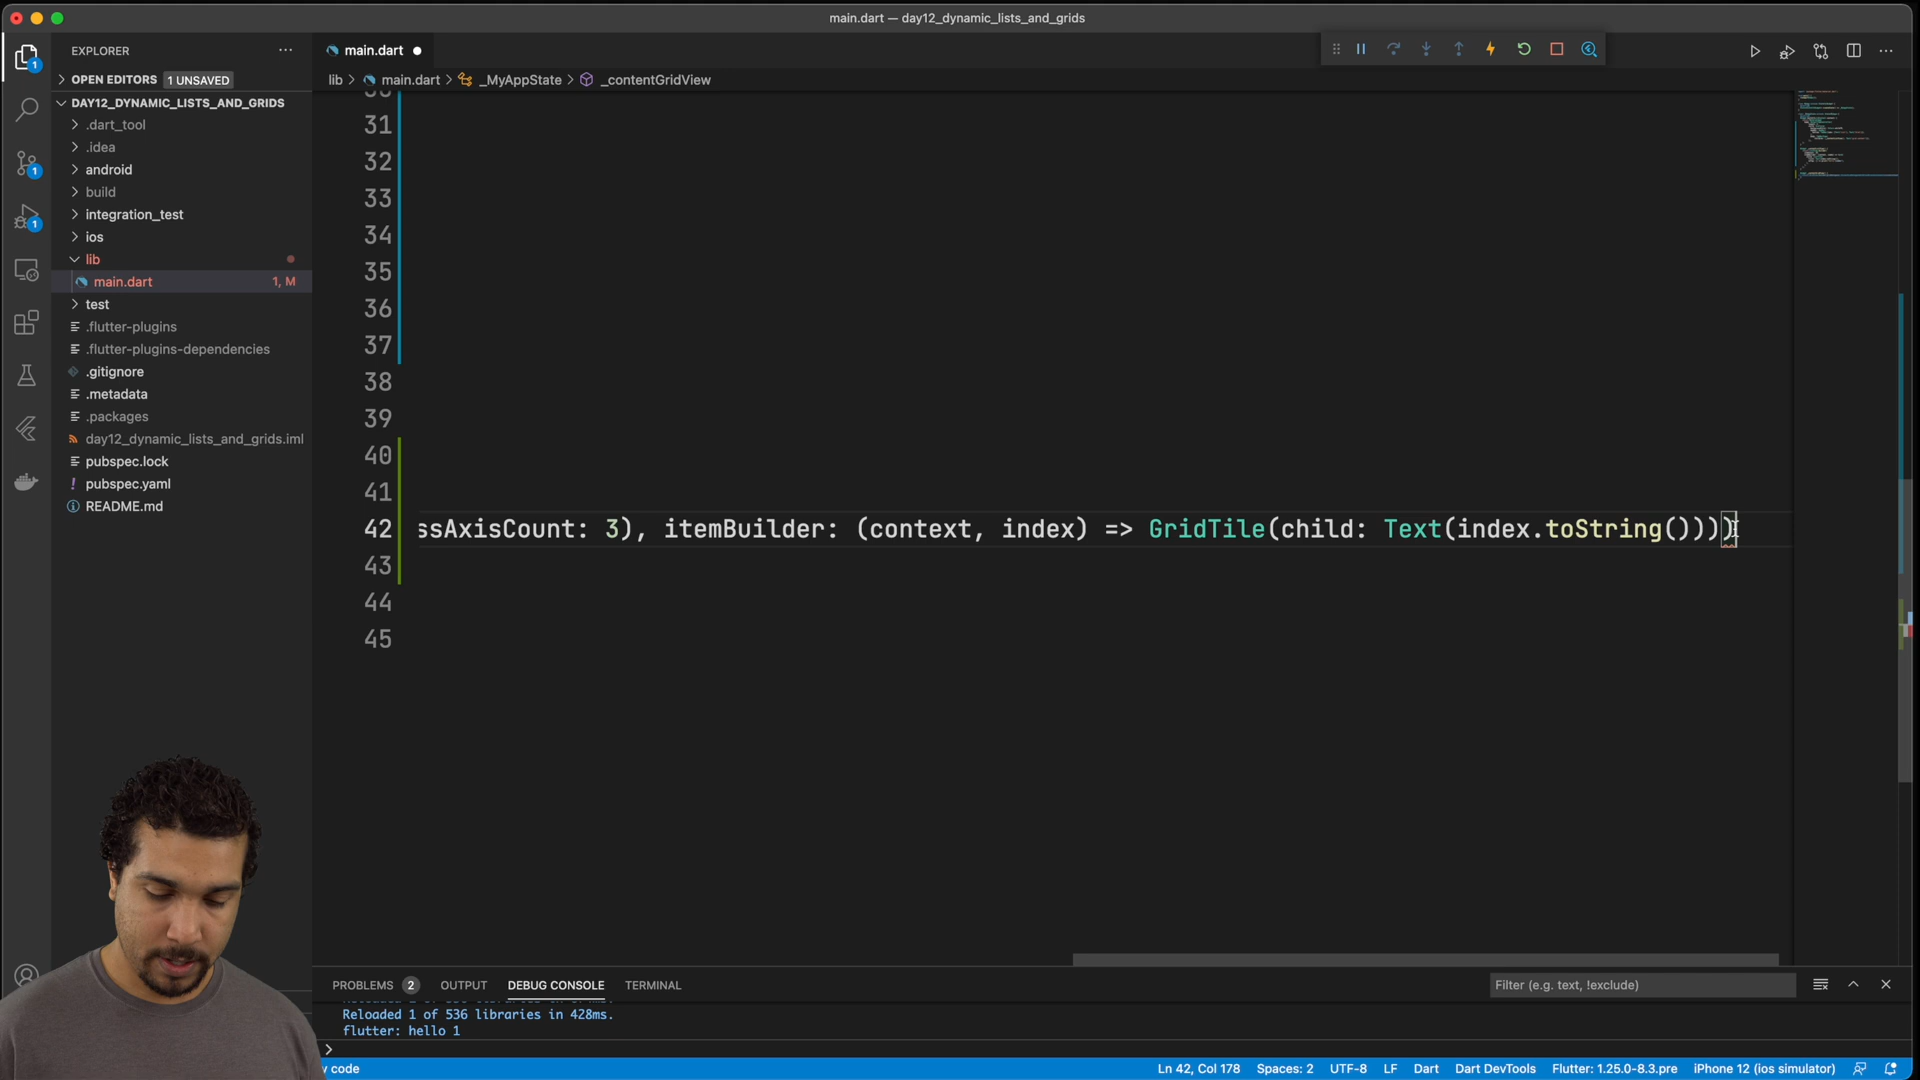 main.dart — day12_dynamic_lists_and_grids
EXPLORER
main.dart
OPEN EDITORS 1 UNSAVED
lib main.dart _MyAppState _contentGridView
DAY12_DYNAMIC_LISTS_AND_GRIDS
.dart_tool
.idea
android
build
integration_test
ios
lib
main.dart 1, M
test
.flutter-plugins
.flutter-plugins-dependencies
.gitignore
.metadata
.packages
day12_dynamic_lists_and_grids.iml
pubspec.lock
pubspec.yaml
README.md
1
1
1
31
32
33
34
35
36
37
38
39
40
41
42 ssAxisCount: 3), itemBuilder: (context, index) => GridTile(child: Text(index.toString())))
43
44
45
PROBLEMS 2 OUTPUT DEBUG CONSOLE TERMINAL
Filter (e.g. text, !exclude)
Reloaded 1 of 536 libraries in 428ms.
flutter: hello 1
code
Ln 42, Col 178 Spaces: 2 UTF-8 LF Dart Dart DevTools Flutter: 1.25.0-8.3.pre iPhone 12 (ios simulator)